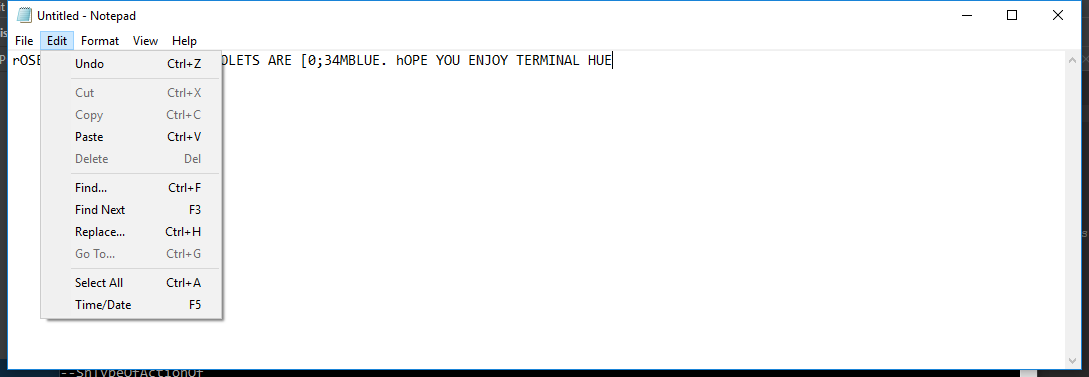 Untitled - Notepad
File Edit Format View Help
rOSE OLETS ARE [0;34MBLUE. hOPE YOU ENJOY TERMINAL HUE
Undo Ctrl+Z
Cut Ctrl+X
Copy Ctrl+C
Paste Ctrl+V
Delete Del
Find... Ctrl+F
Find Next F3
Replace... Ctrl+H
Go To... Ctrl+G
Select All Ctrl+A
Time/Date F5
--ShTypeOfActionOf